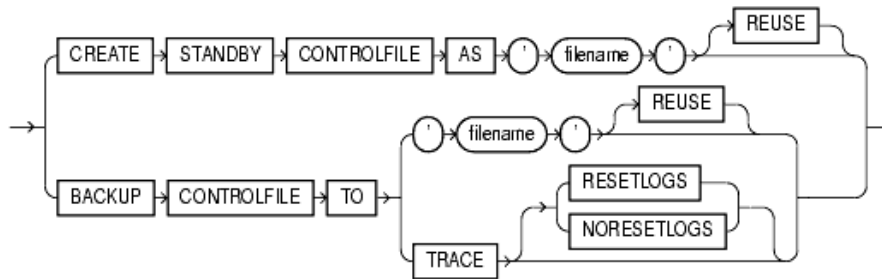 REUSE
CREATE STANDBY CONTROLFILE AS ' filename '
REUSE
' filename '
RESETLOGS
BACKUP CONTROLFILE TO
NORESETLOGS
TRACE